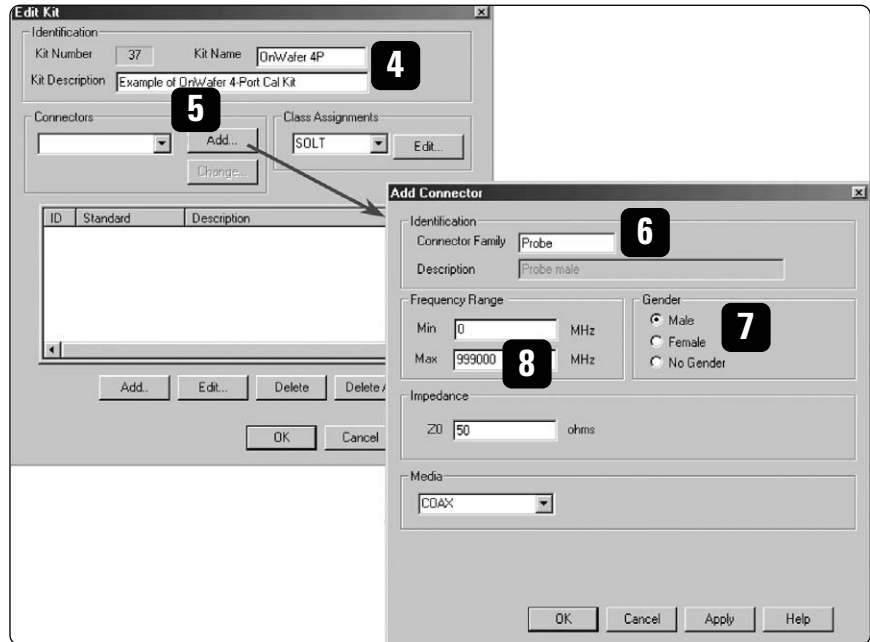 Edit Kit
Identification
Kit Number 37 Kit Name OnWafer 4P 4
Kit Description Example of OnWafer 4-Port Cal Kit
5
Connectors
Add...
Change...
Class Assignments
SOLT Edit...
ID Standard Description
Add.. Edit... Delete Delete
OK Cancel
Add Connector
Identification
Connector Family Probe 6
Description Probe male
Frequency Range
Min 0 MHz
Max 999000 8 MHz
Gender
Male
Female
No Gender
7
Impedance
Z0 50 ohms
Media
COAX
OK Cancel Apply Help